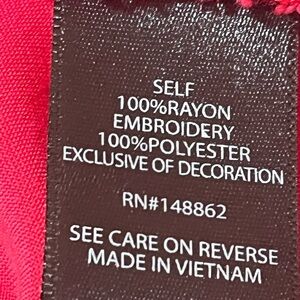 SELF
100%RAYON
EMBROIDERY
100%POLYESTER
EXCLUSIVE OF DECORATION
RN#148862
SEE CARE ON REVERSE
MADE IN VIETNAM